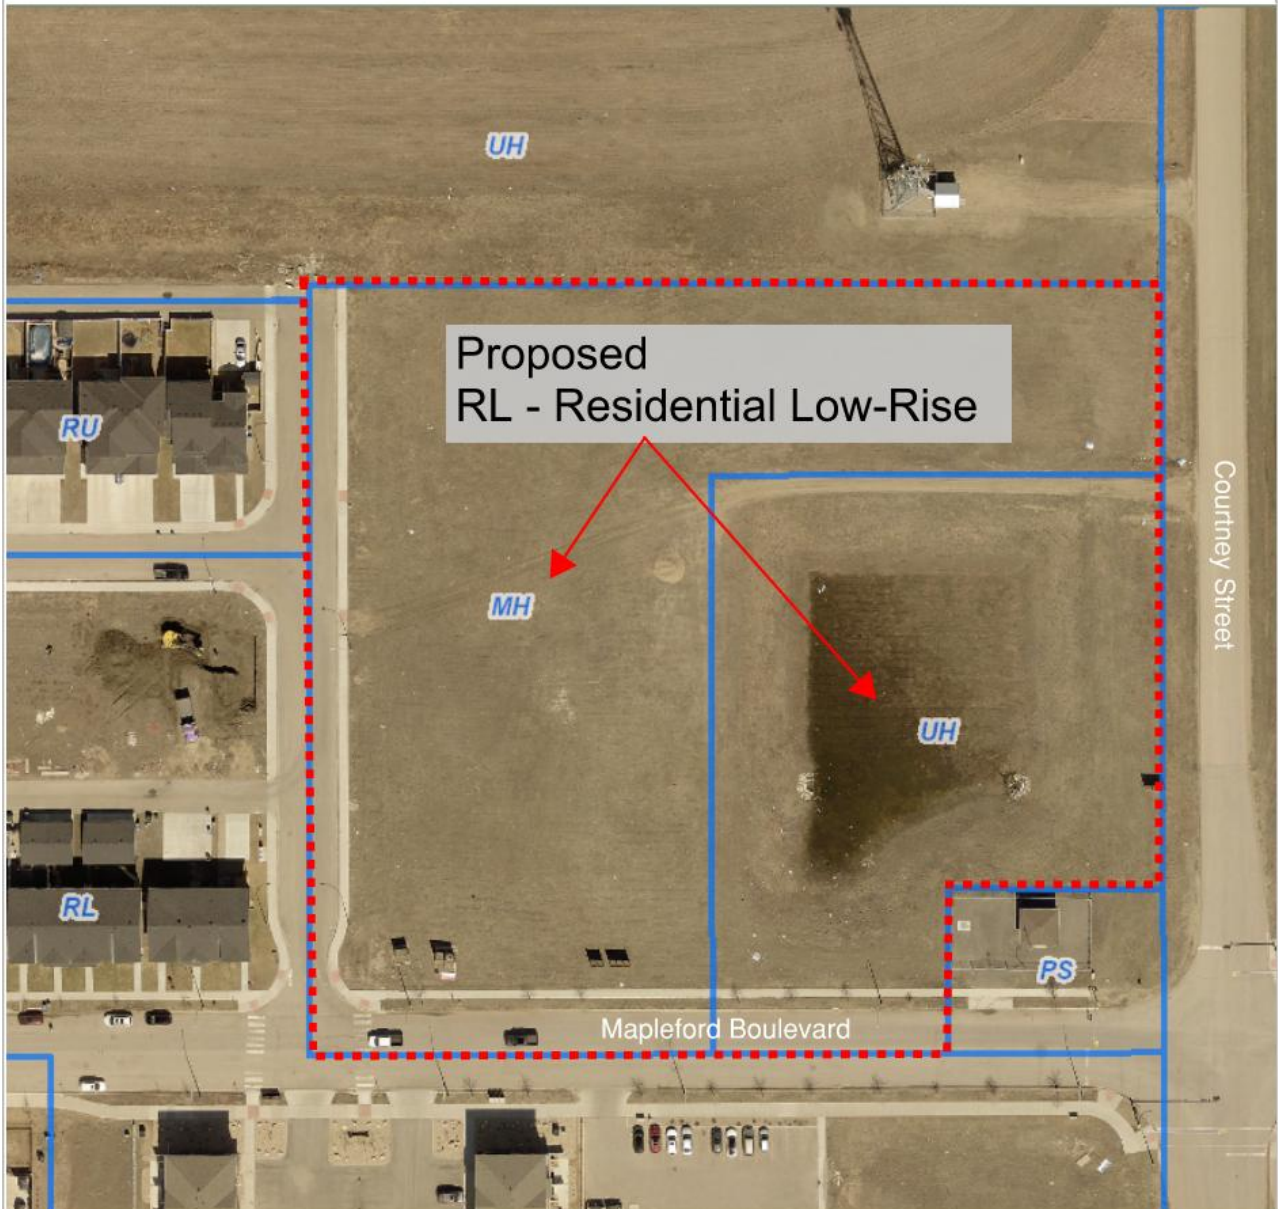 UH
Proposed
RL - Residential Low-Rise
RU
Courtney Street
MH
UH
RL
PS
Mapleford Boulevard